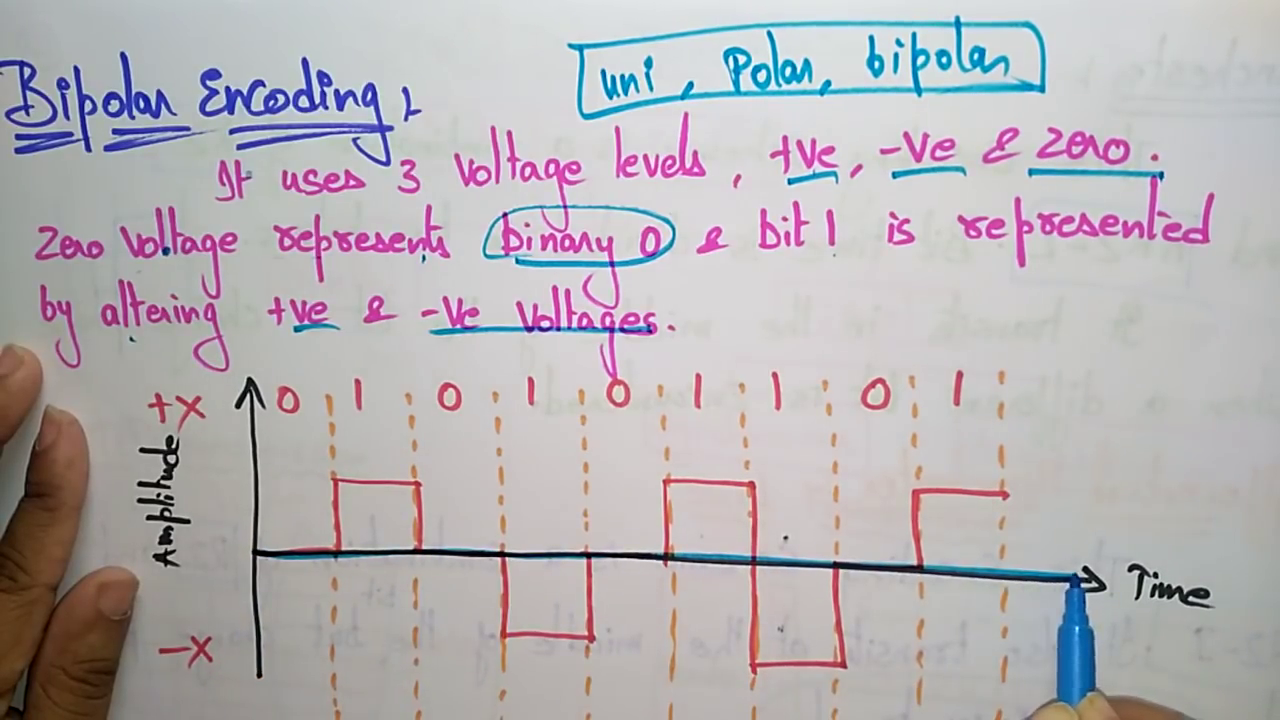 uni, Polar, bipolar
Bipolar Encoding,
It uses 3 voltage levels, +ve, -ve & zero.
zero voltage represents binary 0 & bit 1 is represented
by altering +ve & -ve voltages.
+X 0 1 0 1 0 1 1 0 1
Amplitude
Time
-X